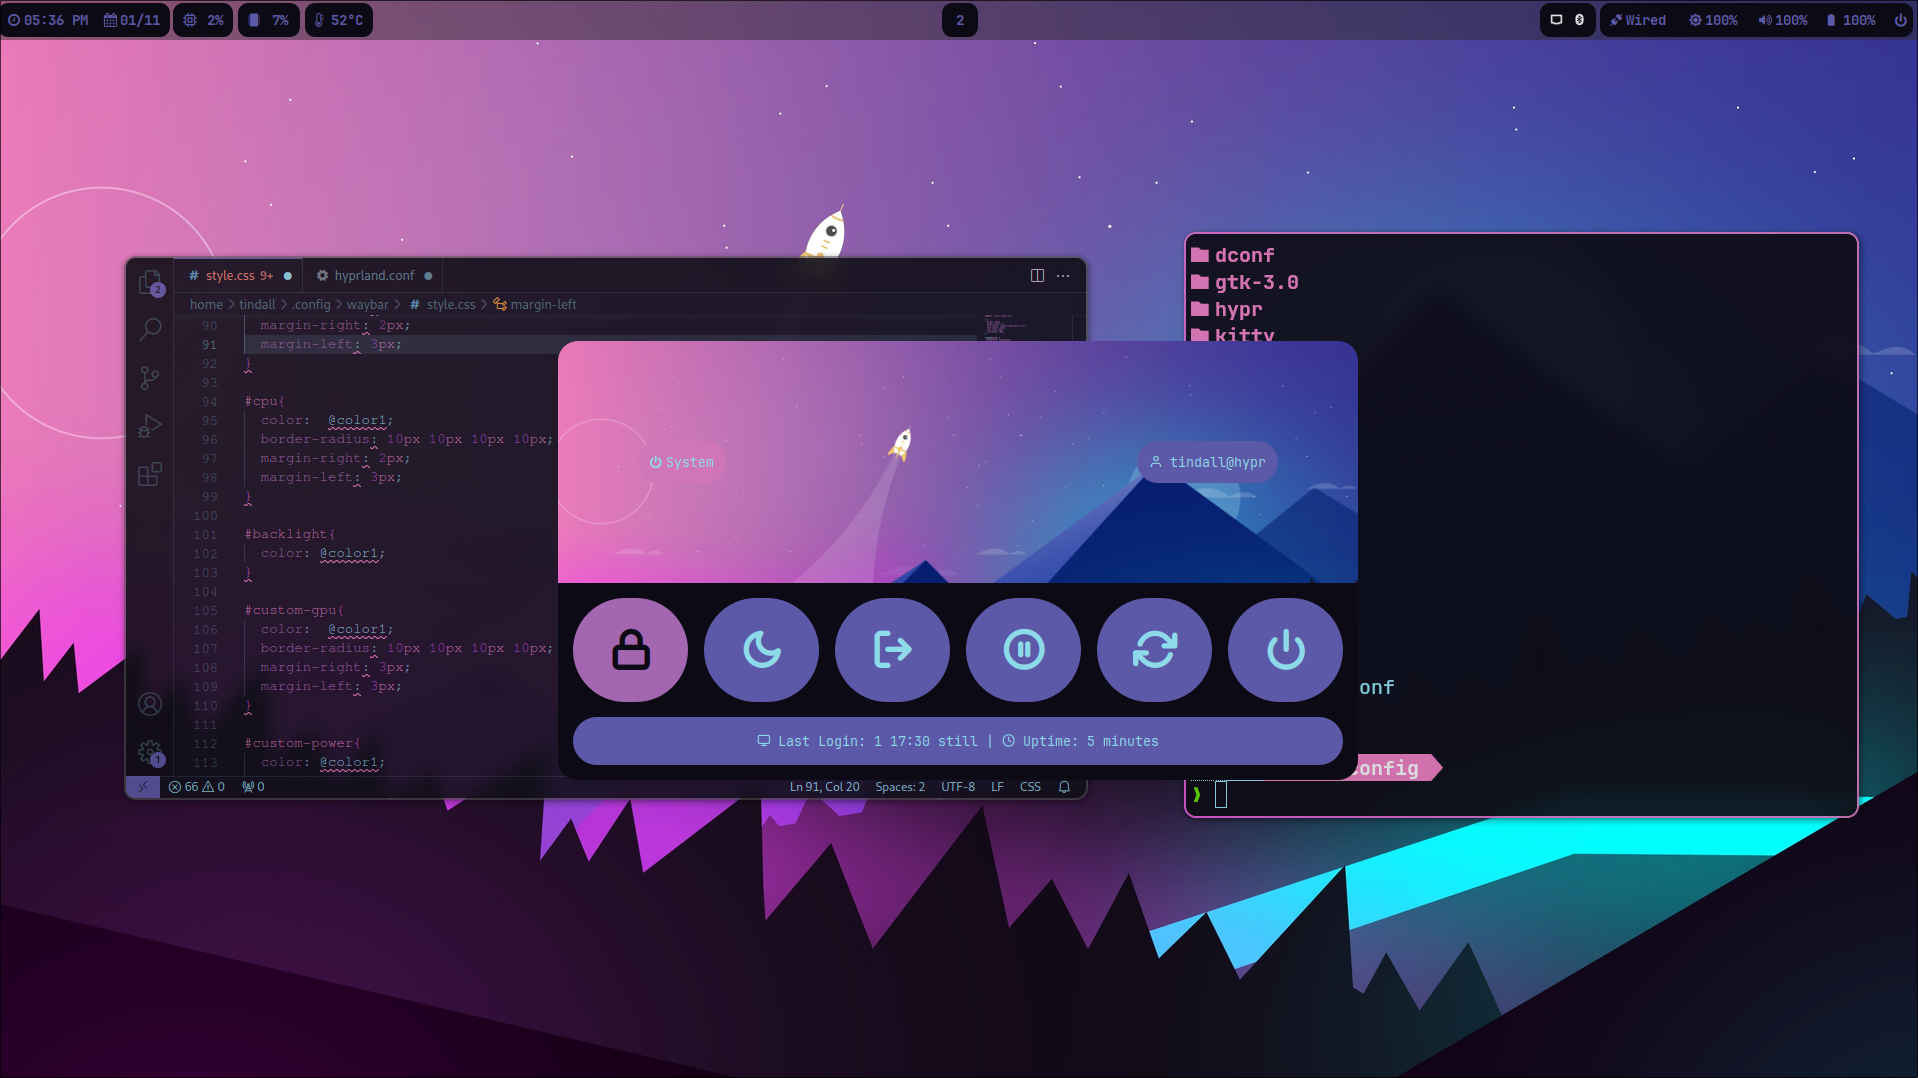 05:36 PM 01/11 2% 7% 52°C 2 Wired 100% 100% 100%
# style.css 9+ hyprland.conf
home > tindall > .config > waybar > # style.css > margin-left
90 margin-right: 2px;
91 margin-left: 3px;
92 }
93
94 #cpu{
95 color: @color1;
96 border-radius: 10px 10px 10px 10px;
97 margin-right: 2px;
98 margin-left: 3px;
99 }
100
101 #backlight{
102 color: @color1;
103 }
104
105 #custom-gpu{
106 color: @color1;
107 border-radius: 10px 10px 10px 10px;
108 margin-right: 3px;
109 margin-left: 3px;
110 }
111
112 #custom-power{
113 color: @color1;
2
1
66 0 0 Ln 91, Col 20 Spaces: 2 UTF-8 LF CSS
dconf
gtk-3.0
hypr
kitty
onf
config
❱
System
tindall@hypr
Last Login: 1 17:30 still | Uptime: 5 minutes